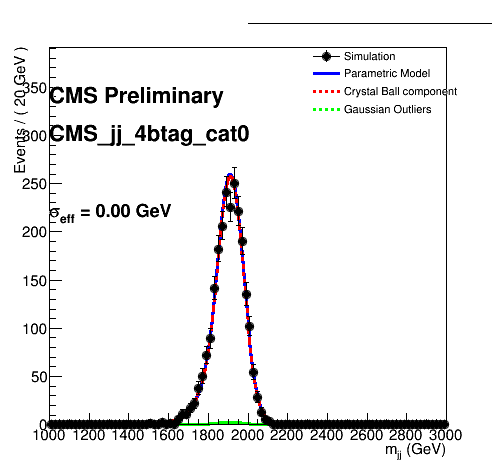 Simulation
Parametric Model
Crystal Ball component
Gaussian Outliers
CMS Preliminary
CMS_jj_4btag_cat0
σeff = 0.00 GeV
Events / ( 20 GeV )
350
300
250
200
150
100
50
0
1000 1200 1400 1600 1800 2000 2200 2400 2600 2800 3000
mjj (GeV)